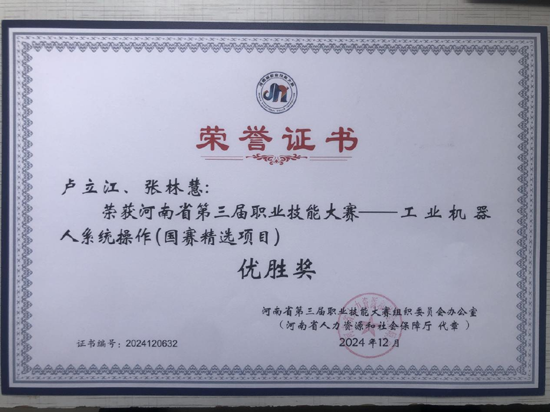 荣誉证书
卢立江、张林慧:
荣获河南省第三届职业技能大赛——工业机器
人系统操作(国赛精选项目)
优胜奖
河南省第三届职业技能大赛组织委员会办公室
(河南省人力资源和社会保障厅 代章)
证书编号: 2024120632
2024年12月